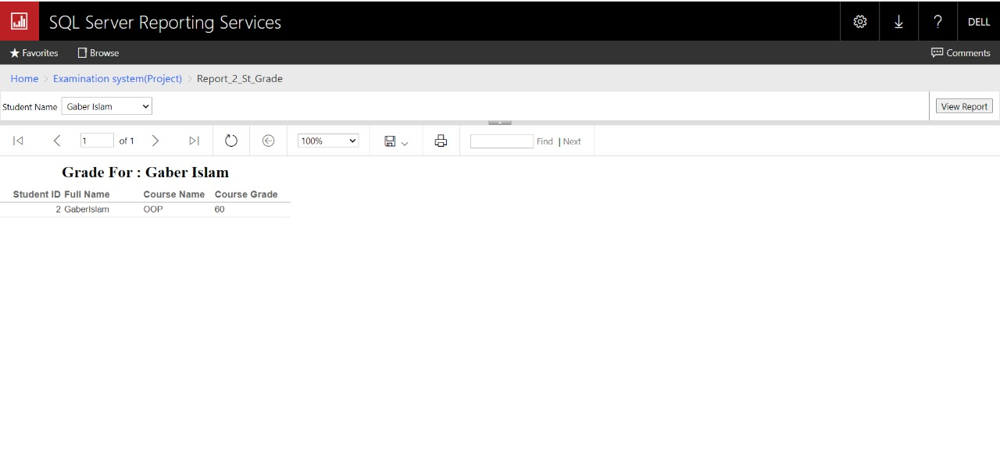 SQL Server Reporting Services
? DELL
Favorites Browse Comments
Home > Examination system(Project) > Report_2_St_Grade
Student Name Gaber Islam View Report
1 of 1 100% Find | Next
Grade For : Gaber Islam
Student ID Full Name Course Name Course Grade
2 GaberIslam OOP 60